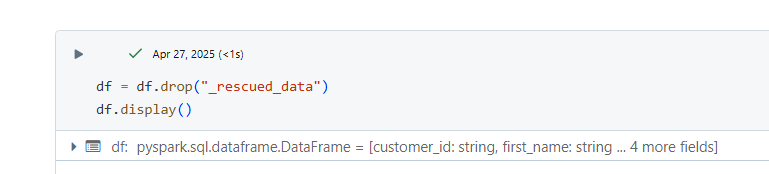 Apr 27, 2025 (<1s)
df = df.drop("_rescued_data")
df.display()
df: pyspark.sql.dataframe.DataFrame = [customer_id: string, first_name: string ... 4 more fields]